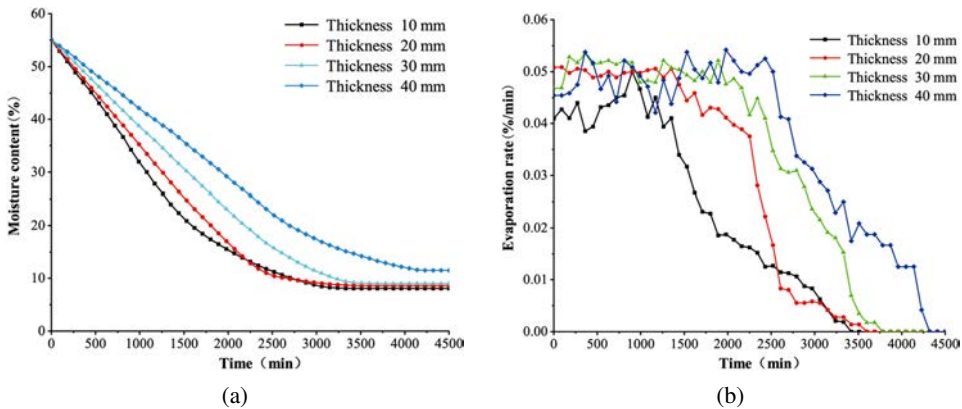 60
50
40
30
20
10
0
Moisture content (%)
0 500 1000 1500 2000 2500 3000 3500 4000 4500
Time（min）
Thickness 10 mm
Thickness 20 mm
Thickness 30 mm
Thickness 40 mm
(a)
0.06
0.05
0.04
0.03
0.02
0.01
0.00
Evaporation rate（%/min）
0 500 1000 1500 2000 2500 3000 3500 4000 4500
Time（min）
Thickness 10 mm
Thickness 20 mm
Thickness 30 mm
Thickness 40 mm
(b)